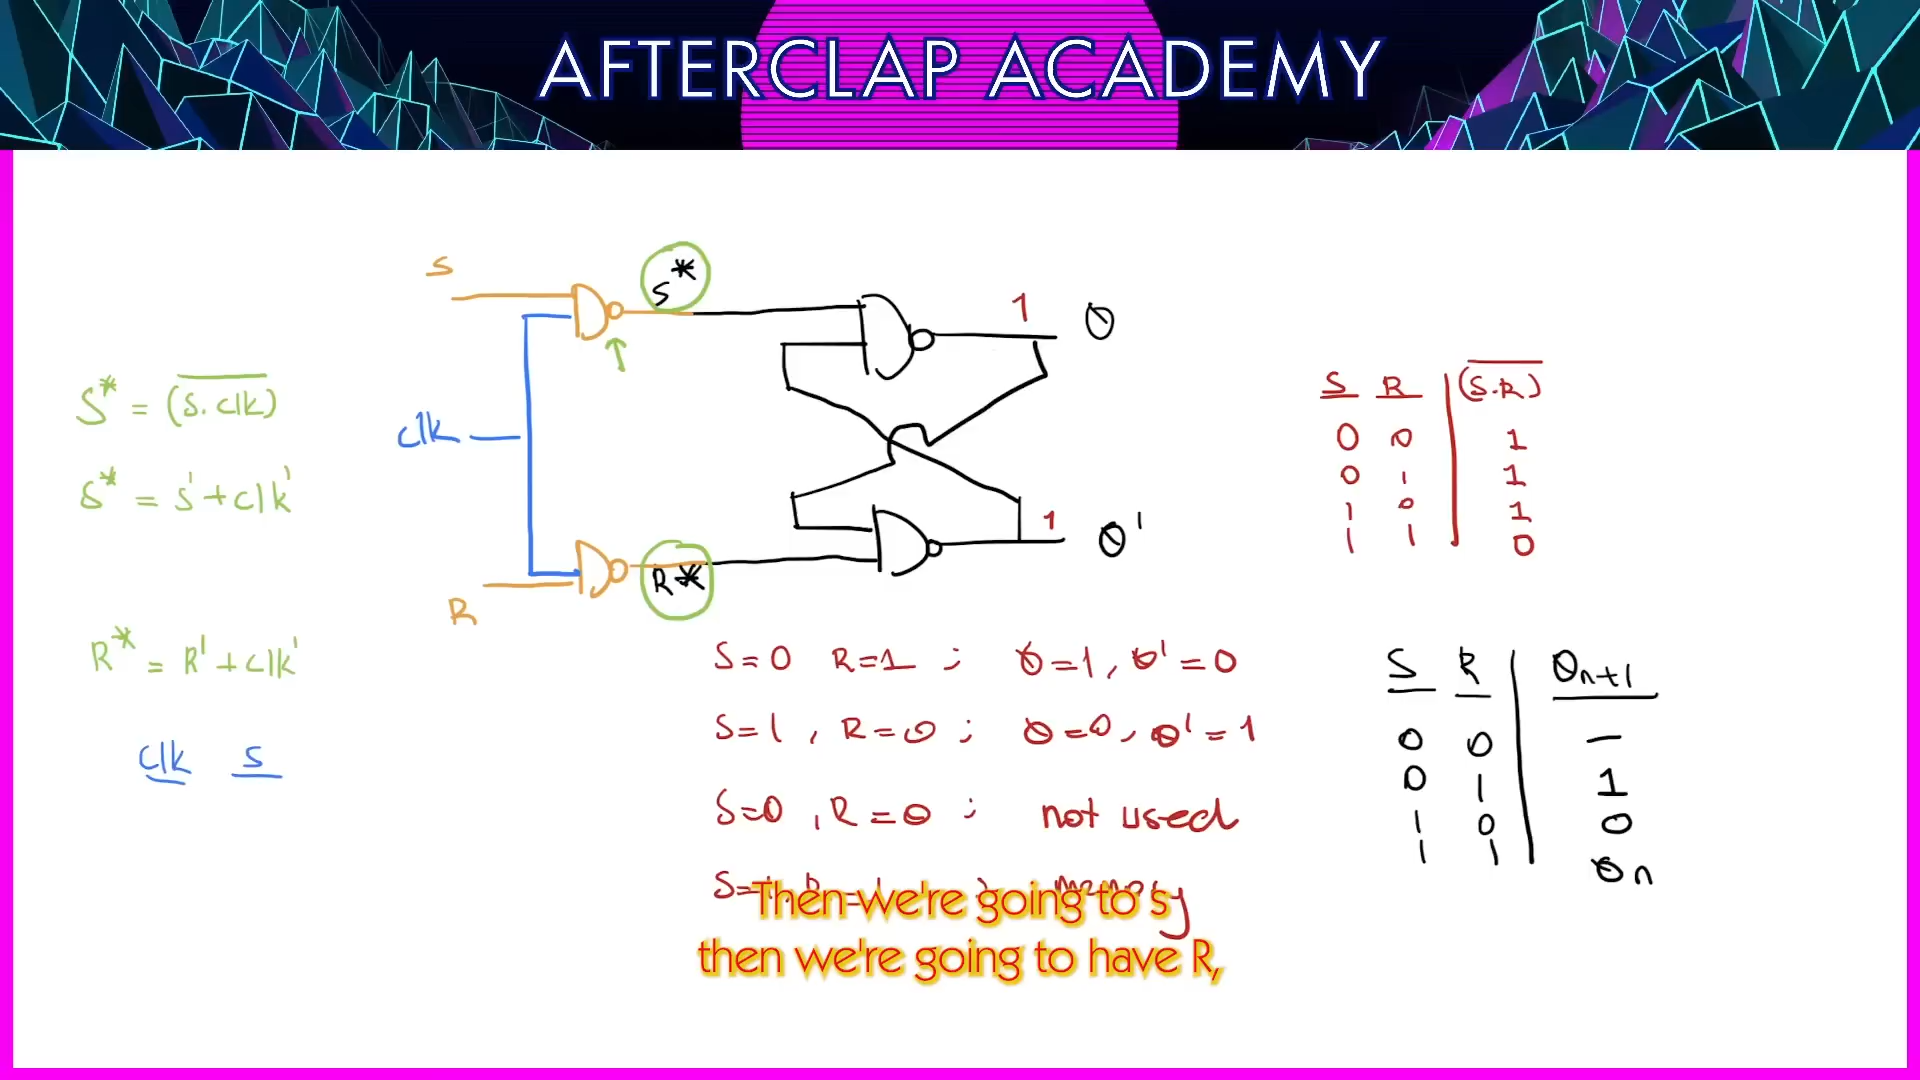 AFTERCLAP ACADEMY
S
S*
1
Q
clk
1
Q'
R*
R
S* = \overline{(S.clk)}
S* = S' + clk'
R* = R' + clk'
clk S
S R \overline{(S.R)}
0 0 1
0 1 1
1 0 1
1 1 0
S=0 R=1 ; Q=1, Q'=0
S=1, R=0 ; Q=0, Q'=1
S=0, R=0 ; not used
memory
S R Qn+1
0 0 —
0 1 1
1 0 0
1 1 Qn
Then we're going to s
then we're going to have R,